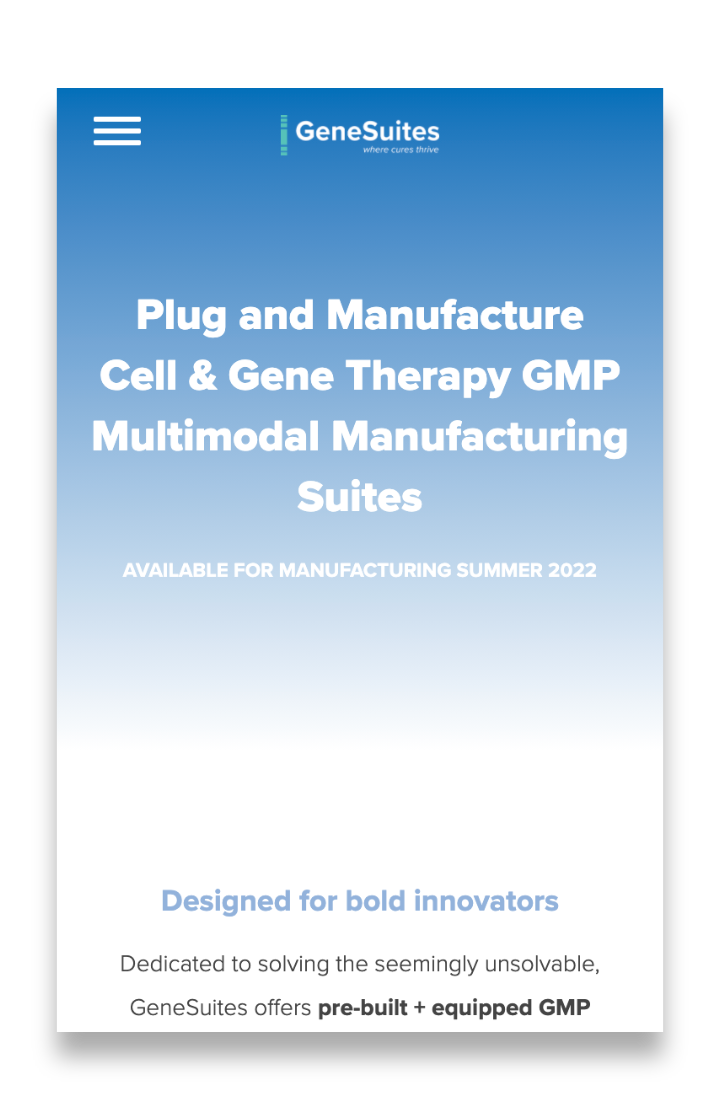 GeneSuites
where cures thrive
Plug and Manufacture
Cell & Gene Therapy GMP
Multimodal Manufacturing
Suites
AVAILABLE FOR MANUFACTURING SUMMER 2022
Designed for bold innovators
Dedicated to solving the seemingly unsolvable,
GeneSuites offers pre-built + equipped GMP